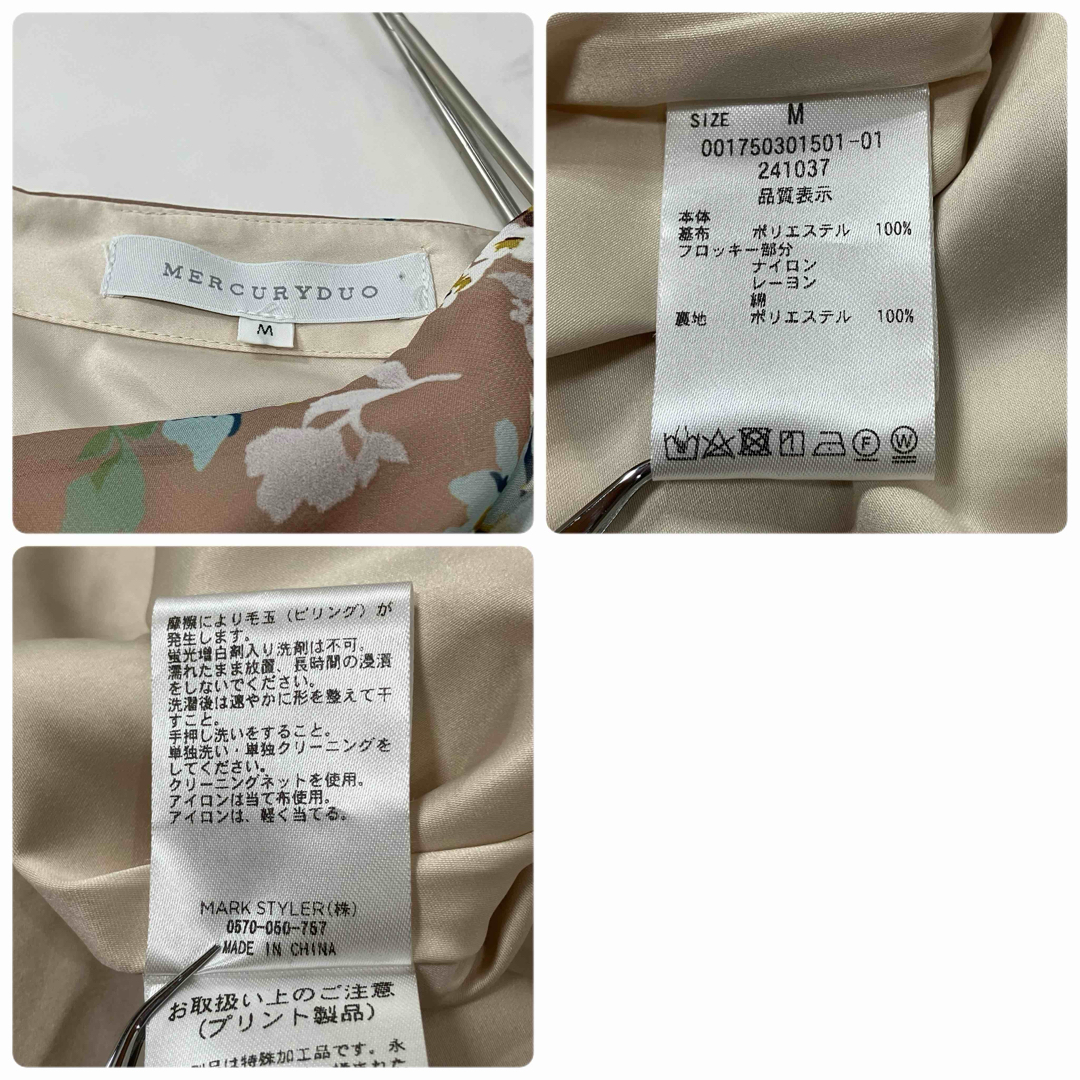 MERCURYDUO
M
SIZE M
001750301501-01
241037
品質表示
本体
基布 ポリエステル 100%
フロッキー部分
ナイロン
レーヨン
綿
裏地 ポリエステル 100%
F W
摩擦により毛玉（ピリング）が
発生します。
蛍光増白剤入り洗剤は不可。
濡れたまま放置、長時間の浸漬
をしないでください。
洗濯後は速やかに形を整えて干
すこと。
手押し洗いをすること。
単独洗い・単独クリーニングを
してください。
クリーニングネットを使用。
アイロンは当て布使用。
アイロンは、軽く当てる。
MARK STYLER(株)
0570-050-757
MADE IN CHINA
お取扱い上のご注意
(プリント製品)
品は特殊加工品です。永